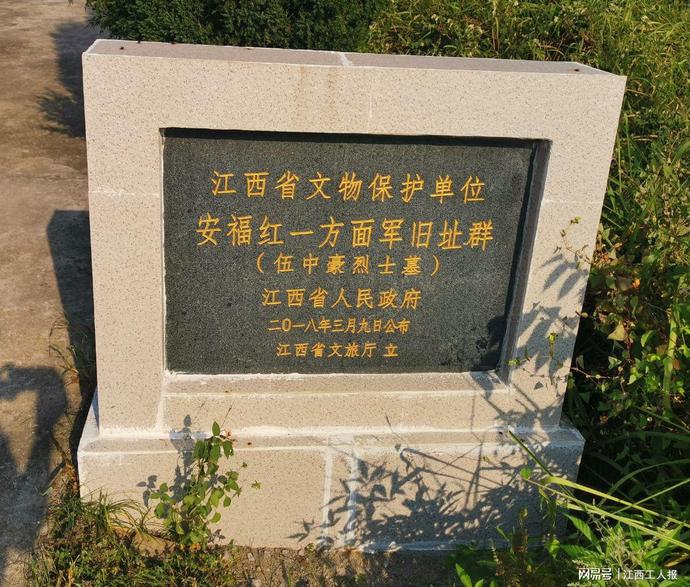 江西省文物保护单位
安福红一方面军旧址群
（伍中豪烈士墓）
江西省人民政府
二〇一八年三月九日公布
江西省文旅厅 立
网易号 | 江西工人报